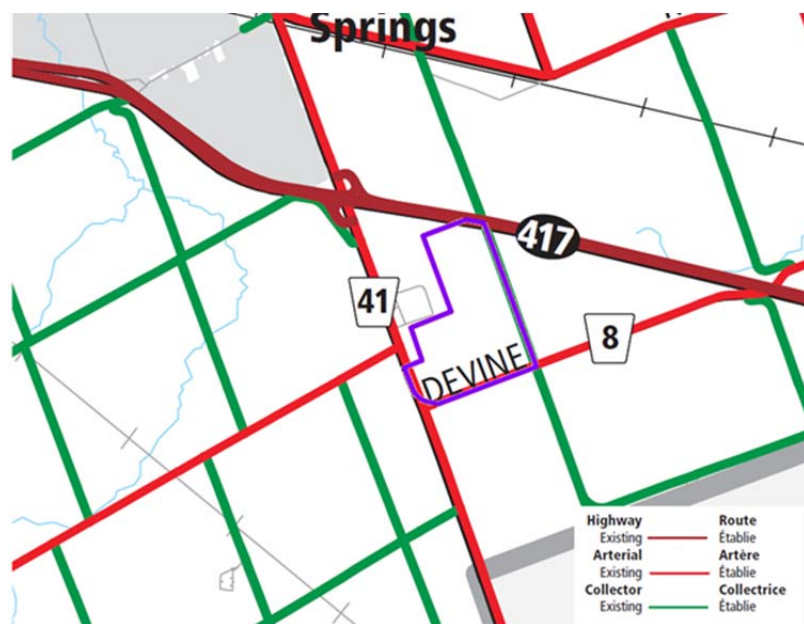 Springs
417
41
8
DEVINE
Highway Route
Existing Établie
Arterial Artère
Existing Établie
Collector Collectrice
Existing Établie